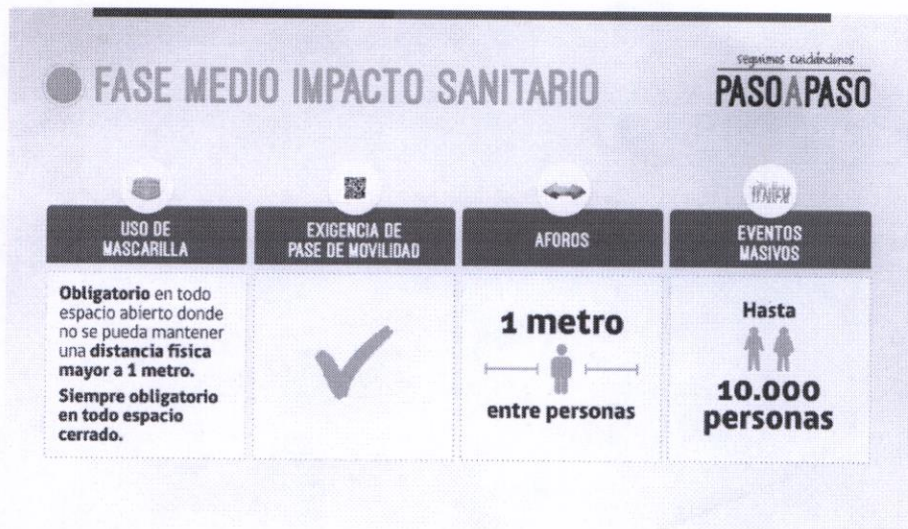 seguimos cuidándonos
PASOAPASO
FASE MEDIO IMPACTO SANITARIO
USO DE
MASCARILLA
Obligatorio en todo
espacio abierto donde
no se pueda mantener
una distancia física
mayor a 1 metro.
Siempre obligatorio
en todo espacio
cerrado.
EXIGENCIA DE
PASE DE MOVILIDAD
AFOROS
1 metro
entre personas
EVENTOS
MASIVOS
Hasta
10.000
personas